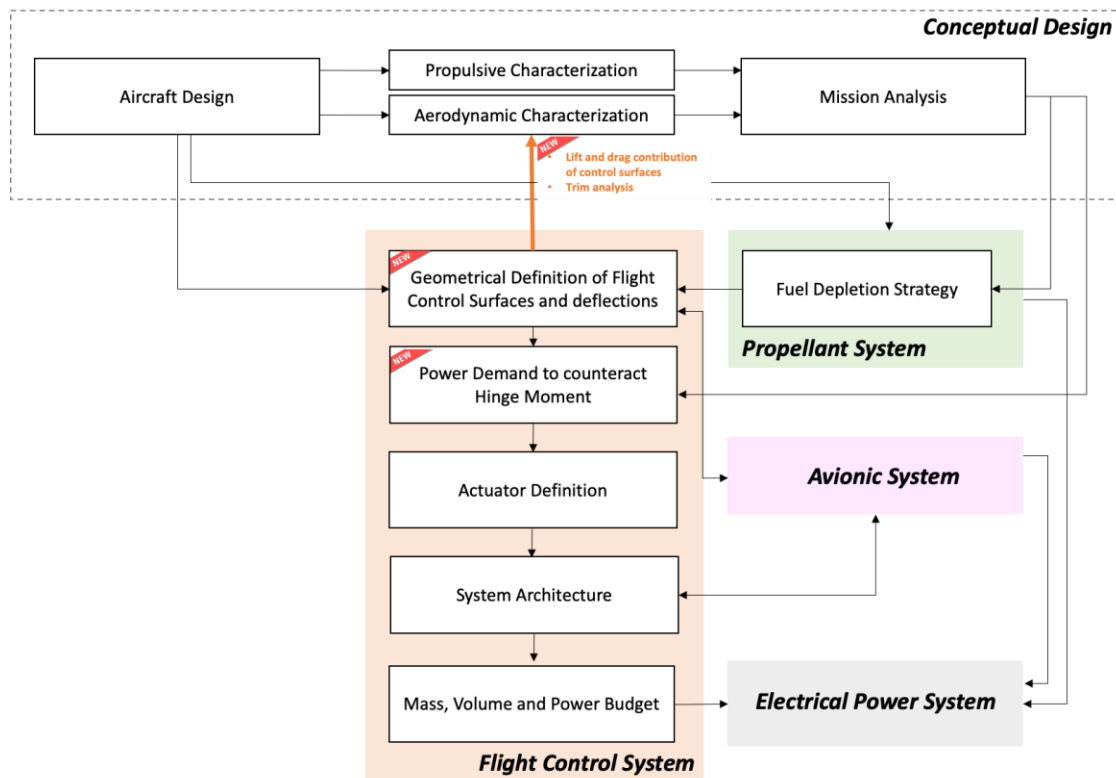 Conceptual Design
Aircraft Design
Propulsive Characterization
Aerodynamic Characterization
Mission Analysis
NEW
• Lift and drag contribution
of control surfaces
• Trim analysis
NEW
Geometrical Definition of Flight
Control Surfaces and deflections
Fuel Depletion Strategy
Propellant System
NEW
Power Demand to counteract
Hinge Moment
Actuator Definition
Avionic System
System Architecture
Mass, Volume and Power Budget
Electrical Power System
Flight Control System